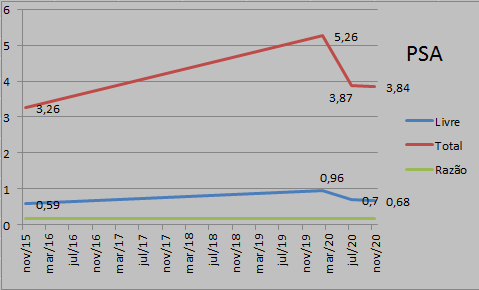 6
5
4
3
2
1
0
5,26
3,26
3,87
3,84
0,96
0,59
0,7
0,68
PSA
Livre
Total
Razão
nov/15
mar/16
jul/16
nov/16
mar/17
jul/17
nov/17
mar/18
jul/18
nov/18
mar/19
jul/19
nov/19
mar/20
jul/20
nov/20